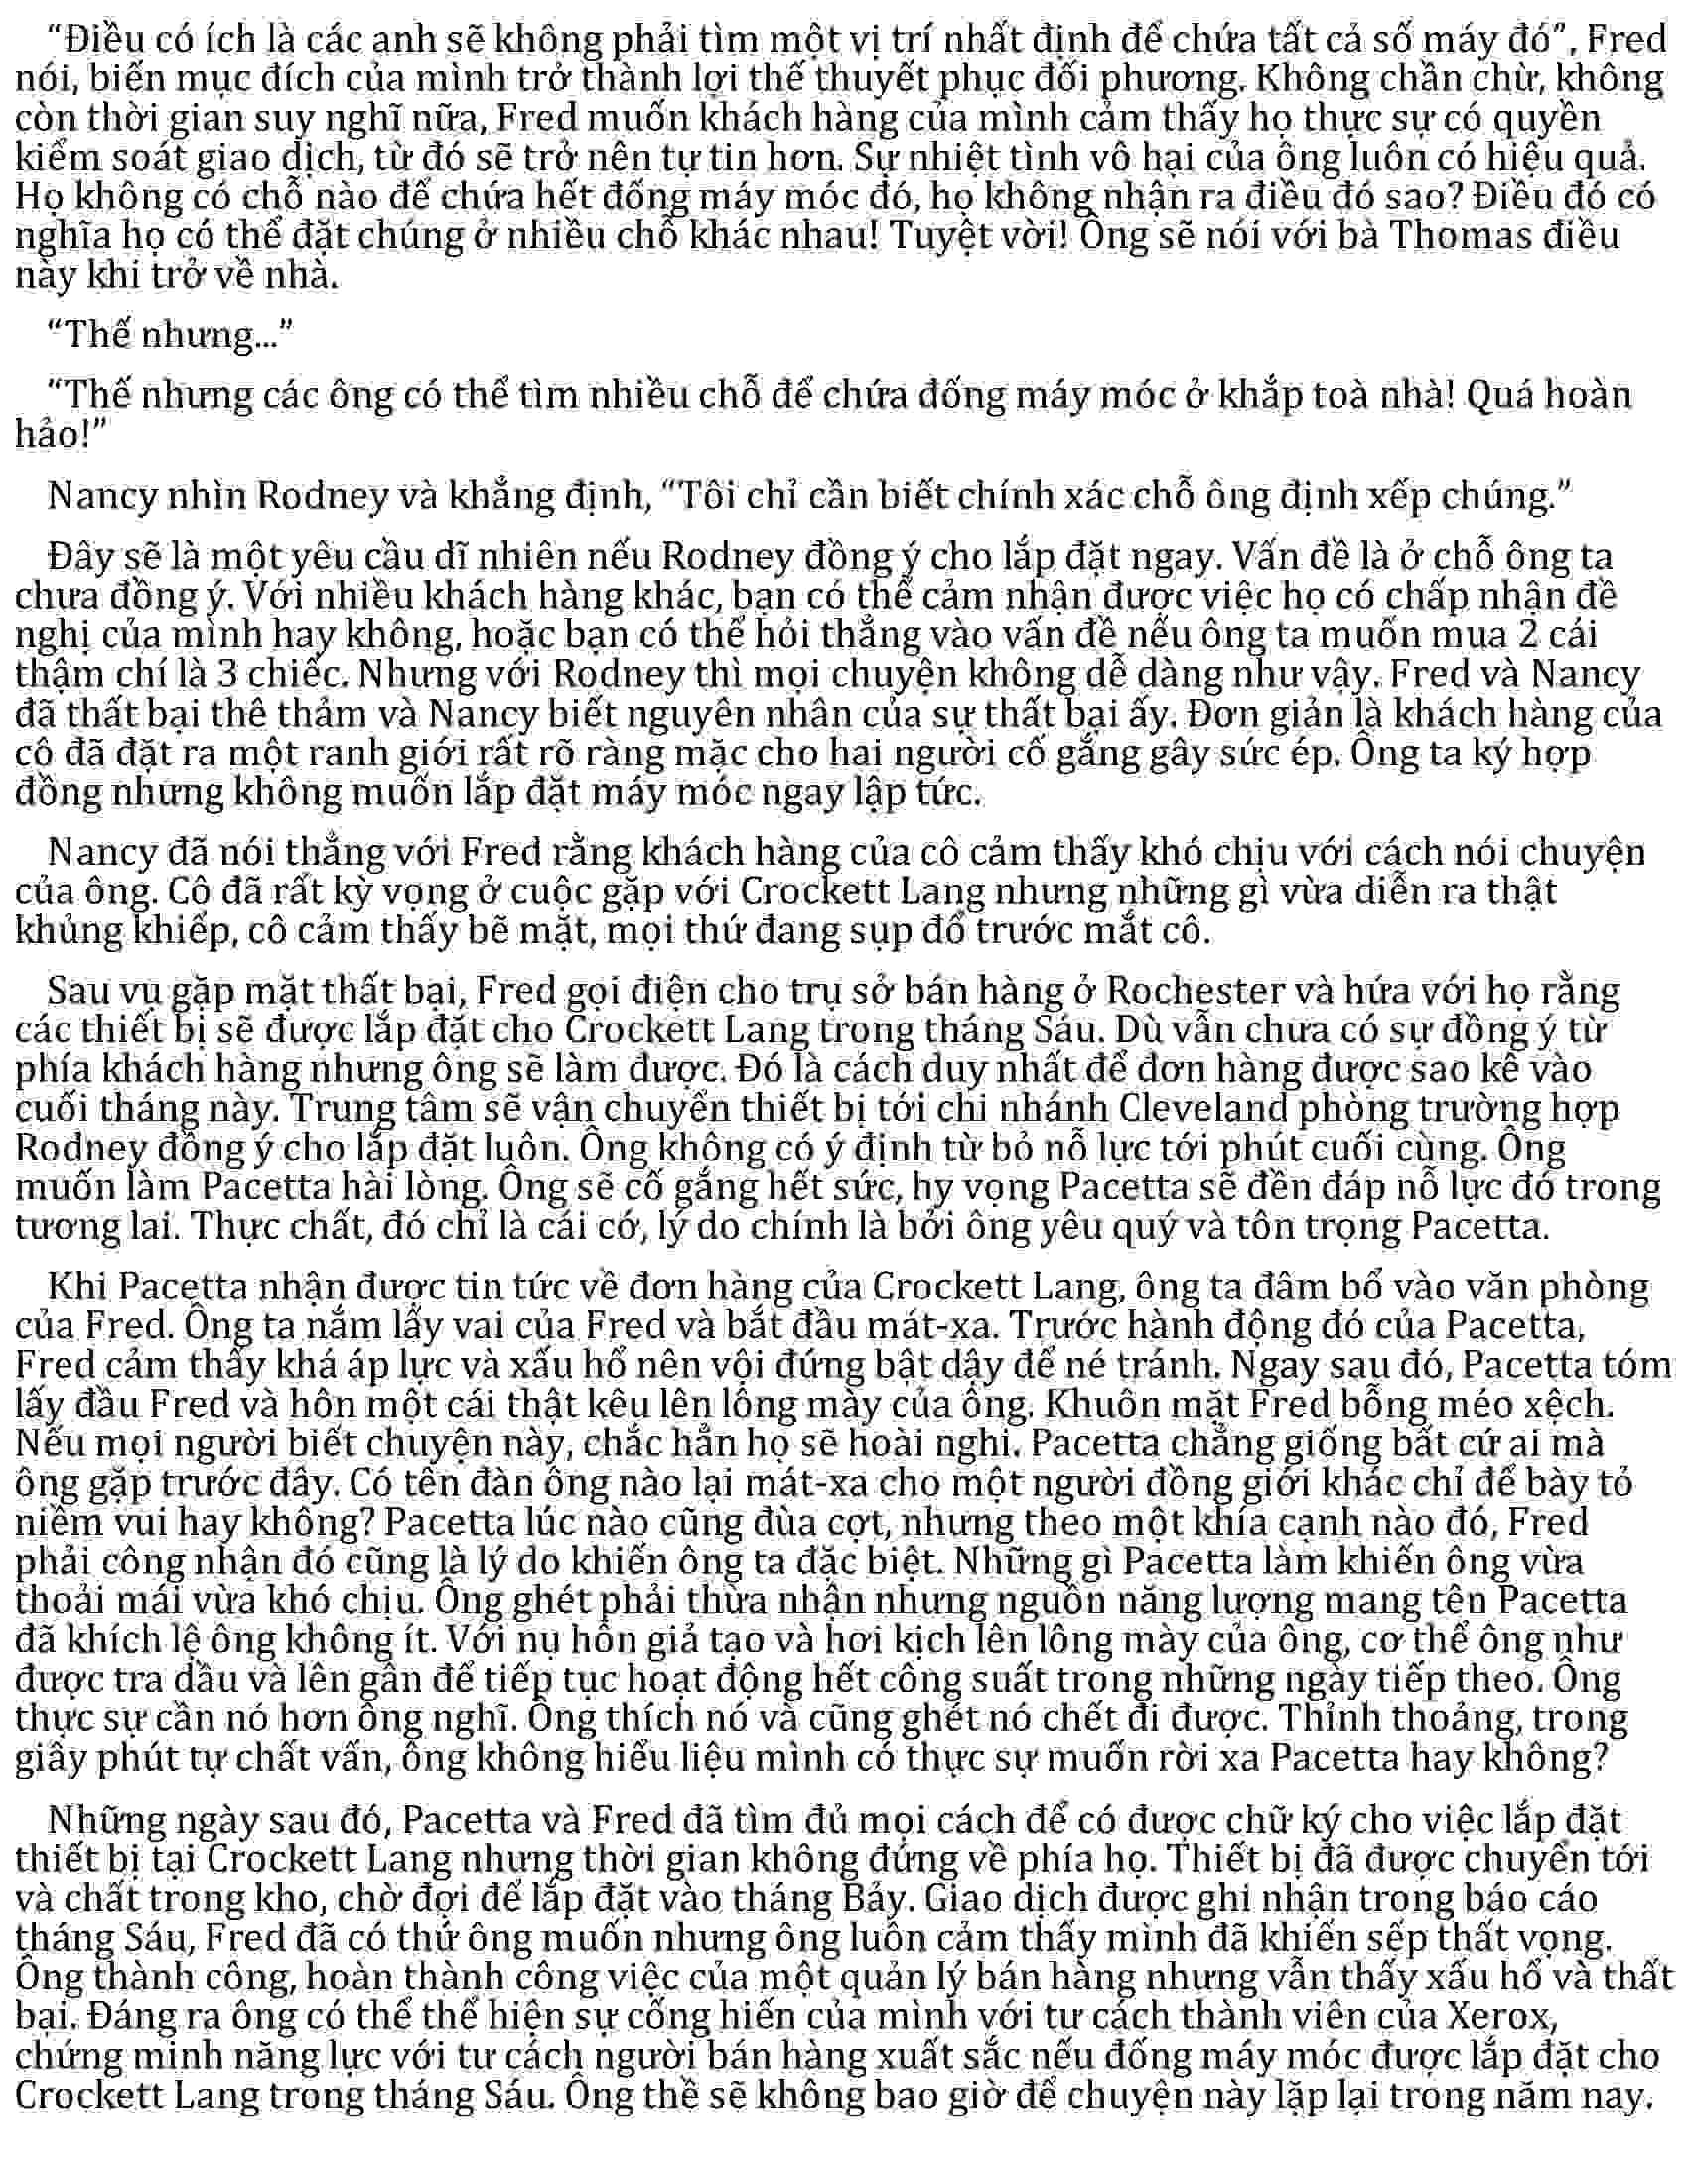 “Điều có ích là các anh sẽ không phải tìm một vị trí nhất định để chứa tất cả số máy đó”, Fred
nói, biến mục đích của mình trở thành lợi thế thuyết phục đối phương. Không chần chừ, không
còn thời gian suy nghĩ nữa, Fred muốn khách hàng của mình cảm thấy họ thực sự có quyền
kiểm soát giao dịch, từ đó sẽ trở nên tự tin hơn. Sự nhiệt tình vô hại của ông luôn có hiệu quả.
Họ không có chỗ nào để chứa hết đống máy móc đó, họ không nhận ra điều đó sao? Điều đó có
nghĩa họ có thể đặt chúng ở nhiều chỗ khác nhau! Tuyệt vời! Ông sẽ nói với bà Thomas điều
này khi trở về nhà.
“Thế nhưng...”
“Thế nhưng các ông có thể tìm nhiều chỗ để chứa đống máy móc ở khắp toà nhà! Quá hoàn
hảo!”
Nancy nhìn Rodney và khẳng định, “Tôi chỉ cần biết chính xác chỗ ông định xếp chúng.”
Đây sẽ là một yêu cầu dĩ nhiên nếu Rodney đồng ý cho lắp đặt ngay. Vấn đề là ở chỗ ông ta
chưa đồng ý. Với nhiều khách hàng khác, bạn có thể cảm nhận được việc họ có chấp nhận đề
nghị của mình hay không, hoặc bạn có thể hỏi thẳng vào vấn đề nếu ông ta muốn mua 2 cái
thậm chí là 3 chiếc. Nhưng với Rodney thì mọi chuyện không dễ dàng như vậy. Fred và Nancy
đã thất bại thê thảm và Nancy biết nguyên nhân của sự thất bại ấy. Đơn giản là khách hàng của
cô đã đặt ra một ranh giới rất rõ ràng mặc cho hai người cố gắng gây sức ép. Ông ta ký hợp
đồng nhưng không muốn lắp đặt máy móc ngay lập tức.
Nancy đã nói thẳng với Fred rằng khách hàng của cô cảm thấy khó chịu với cách nói chuyện
của ông. Cô đã rất kỳ vọng ở cuộc gặp với Crockett Lang nhưng những gì vừa diễn ra thật
khủng khiếp, cô cảm thấy bẽ mặt, mọi thứ đang sụp đổ trước mắt cô.
Sau vụ gặp mặt thất bại, Fred gọi điện cho trụ sở bán hàng ở Rochester và hứa với họ rằng
các thiết bị sẽ được lắp đặt cho Crockett Lang trong tháng Sáu. Dù vẫn chưa có sự đồng ý từ
phía khách hàng nhưng ông sẽ làm được. Đó là cách duy nhất để đơn hàng được sao kê vào
cuối tháng này. Trung tâm sẽ vận chuyển thiết bị tới chi nhánh Cleveland phòng trường hợp
Rodney đồng ý cho lắp đặt luôn. Ông không có ý định từ bỏ nỗ lực tới phút cuối cùng. Ông
muốn làm Pacetta hài lòng. Ông sẽ cố gắng hết sức, hy vọng Pacetta sẽ đền đáp nỗ lực đó trong
tương lai. Thực chất, đó chỉ là cái cớ, lý do chính là bởi ông yêu quý và tôn trọng Pacetta.
Khi Pacetta nhận được tin tức về đơn hàng của Crockett Lang, ông ta đâm bổ vào văn phòng
của Fred. Ông ta nắm lấy vai của Fred và bắt đầu mát-xa. Trước hành động đó của Pacetta,
Fred cảm thấy khá áp lực và xấu hổ nên vội đứng bật dậy để né tránh. Ngay sau đó, Pacetta tóm
lấy đầu Fred và hôn một cái thật kêu lên lông mày của ông. Khuôn mặt Fred bỗng méo xệch.
Nếu mọi người biết chuyện này, chắc hẳn họ sẽ hoài nghi. Pacetta chẳng giống bất cứ ai mà
ông gặp trước đây. Có tên đàn ông nào lại mát-xa cho một người đồng giới khác chỉ để bày tỏ
niềm vui hay không? Pacetta lúc nào cũng đùa cợt, nhưng theo một khía cạnh nào đó, Fred
phải công nhận đó cũng là lý do khiến ông ta đặc biệt. Những gì Pacetta làm khiến ông vừa
thoải mái vừa khó chịu. Ông ghét phải thừa nhận nhưng nguồn năng lượng mang tên Pacetta
đã khích lệ ông không ít. Với nụ hôn giả tạo và hơi kịch lên lông mày của ông, cơ thể ông như
được tra dầu và lên gân để tiếp tục hoạt động hết công suất trong những ngày tiếp theo. Ông
thực sự cần nó hơn ông nghĩ. Ông thích nó và cũng ghét nó chết đi được. Thỉnh thoảng, trong
giây phút tự chất vấn, ông không hiểu liệu mình có thực sự muốn rời xa Pacetta hay không?
Những ngày sau đó, Pacetta và Fred đã tìm đủ mọi cách để có được chữ ký cho việc lắp đặt
thiết bị tại Crockett Lang nhưng thời gian không đứng về phía họ. Thiết bị đã được chuyển tới
và chất trong kho, chờ đợi để lắp đặt vào tháng Bảy. Giao dịch được ghi nhận trong báo cáo
tháng Sáu, Fred đã có thứ ông muốn nhưng ông luôn cảm thấy mình đã khiến sếp thất vọng.
Ông thành công, hoàn thành công việc của một quản lý bán hàng nhưng vẫn thấy xấu hổ và thất
bại. Đáng ra ông có thể thể hiện sự cống hiến của mình với tư cách thành viên của Xerox,
chứng minh năng lực với tư cách người bán hàng xuất sắc nếu đống máy móc được lắp đặt cho
Crockett Lang trong tháng Sáu. Ông thề sẽ không bao giờ để chuyện này lặp lại trong năm nay.